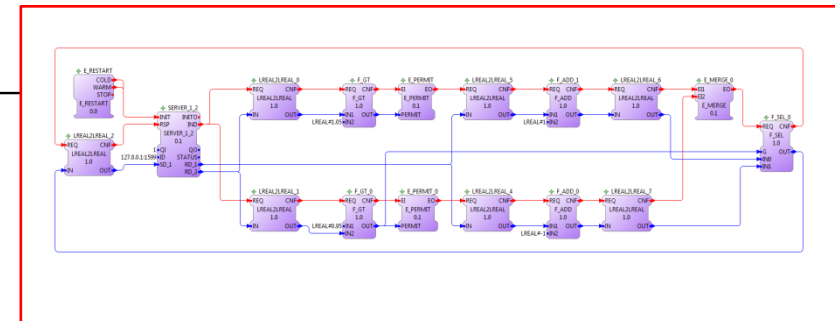 E_RESTART
COLD
WARM
STOP
E_RESTART
0.0
LREAL2LREAL_2
REQ CNF
LREAL2LREAL
1.0
IN OUT
SERVER_1_2
INIT INITO
RSP IND
SERVER_1_2
0.1
1 QI QO
127.0.0.1:1599 ID STATUS
SD_1 RD_1
RD_2
LREAL2LREAL_0
REQ CNF
LREAL2LREAL
1.0
IN OUT
F_GT
REQ CNF
F_GT
1.0
IN1 OUT
LREAL#1.05 IN2
E_PERMIT
EI EO
E_PERMIT
0.1
PERMIT
LREAL2LREAL_5
REQ CNF
LREAL2LREAL
1.0
IN OUT
F_ADD_1
REQ CNF
F_ADD
1.0
IN1 OUT
LREAL#1 IN2
LREAL2LREAL_6
REQ CNF
LREAL2LREAL
1.0
IN OUT
E_MERGE_0
EI1 EO
EI2
E_MERGE
0.1
F_SEL_0
REQ CNF
F_SEL
1.0
G OUT
IN0
IN1
LREAL2LREAL_1
REQ CNF
LREAL2LREAL
1.0
IN OUT
F_GT_0
REQ CNF
F_GT
1.0
LREAL#0.95 IN1 OUT
IN2
E_PERMIT_0
EI EO
E_PERMIT
0.1
PERMIT
LREAL2LREAL_4
REQ CNF
LREAL2LREAL
1.0
IN OUT
F_ADD_0
REQ CNF
F_ADD
1.0
IN1 OUT
LREAL#-1 IN2
LREAL2LREAL_7
REQ CNF
LREAL2LREAL
1.0
IN OUT